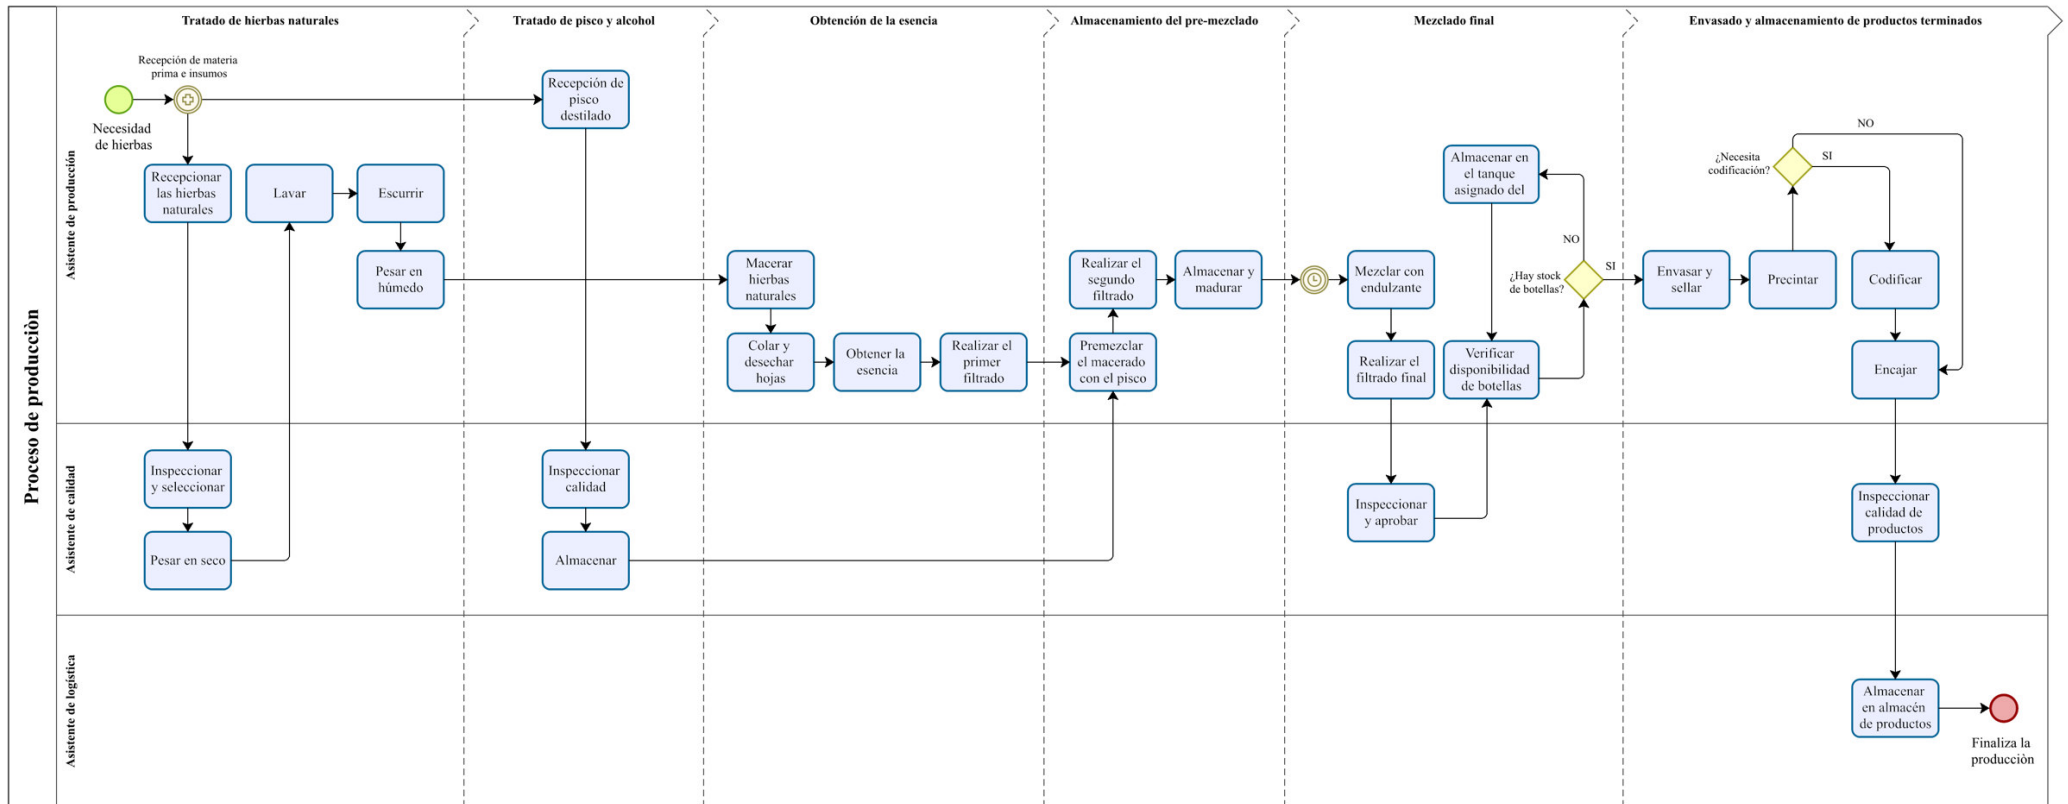 Proceso de producciòn
Tratado de hierbas naturales
Tratado de pisco y alcohol
Obtención de la esencia
Almacenamiento del pre-mezclado
Mezclado final
Envasado y almacenamiento de productos terminados
Asistente de producción
Recepción de materia
prima e insumos
Necesidad
de hierbas
Recepcionar
las hierbas
naturales
Lavar
Escurrir
Pesar en
húmedo
Recepción de
pisco
destilado
Macerar
hierbas
naturales
Colar y
desechar
hojas
Obtener la
esencia
Realizar el
primer
filtrado
Realizar el
segundo
filtrado
Almacenar y
madurar
Premezclar
el macerado
con el pisco
Mezclar con
endulzante
Realizar el
filtrado final
Almacenar en
el tanque
asignado del
Verificar
disponibilidad
de botellas
¿Hay stock
de botellas?
NO
SI
Envasar y
sellar
Precintar
¿Necesita
codificación?
NO
SI
Codificar
Encajar
Asistente de calidad
Inspeccionar
y seleccionar
Pesar en seco
Inspeccionar
calidad
Almacenar
Inspeccionar
y aprobar
Inspeccionar
calidad de
productos
Asistente de logística
Almacenar
en almacén
de productos
Finaliza la
producciòn